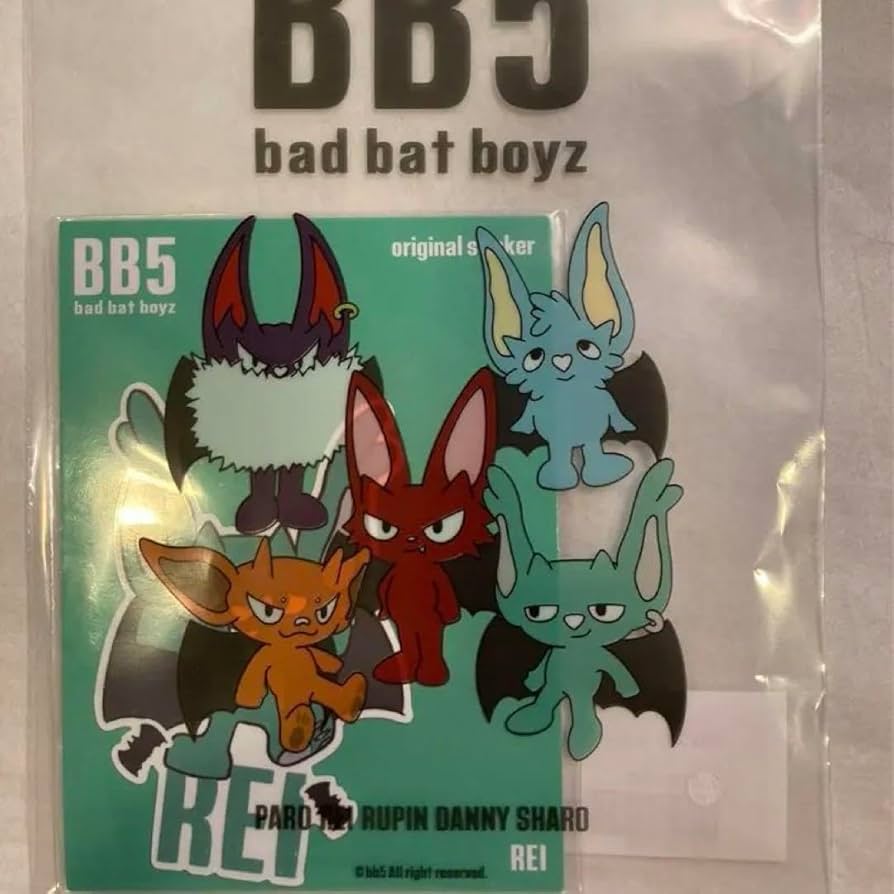 BB5
bad bat boyz
BB5
bad bat boyz
original
REI
PARO REI RUPIN DANNY SHARO
REI
© bb5 All right reserved.